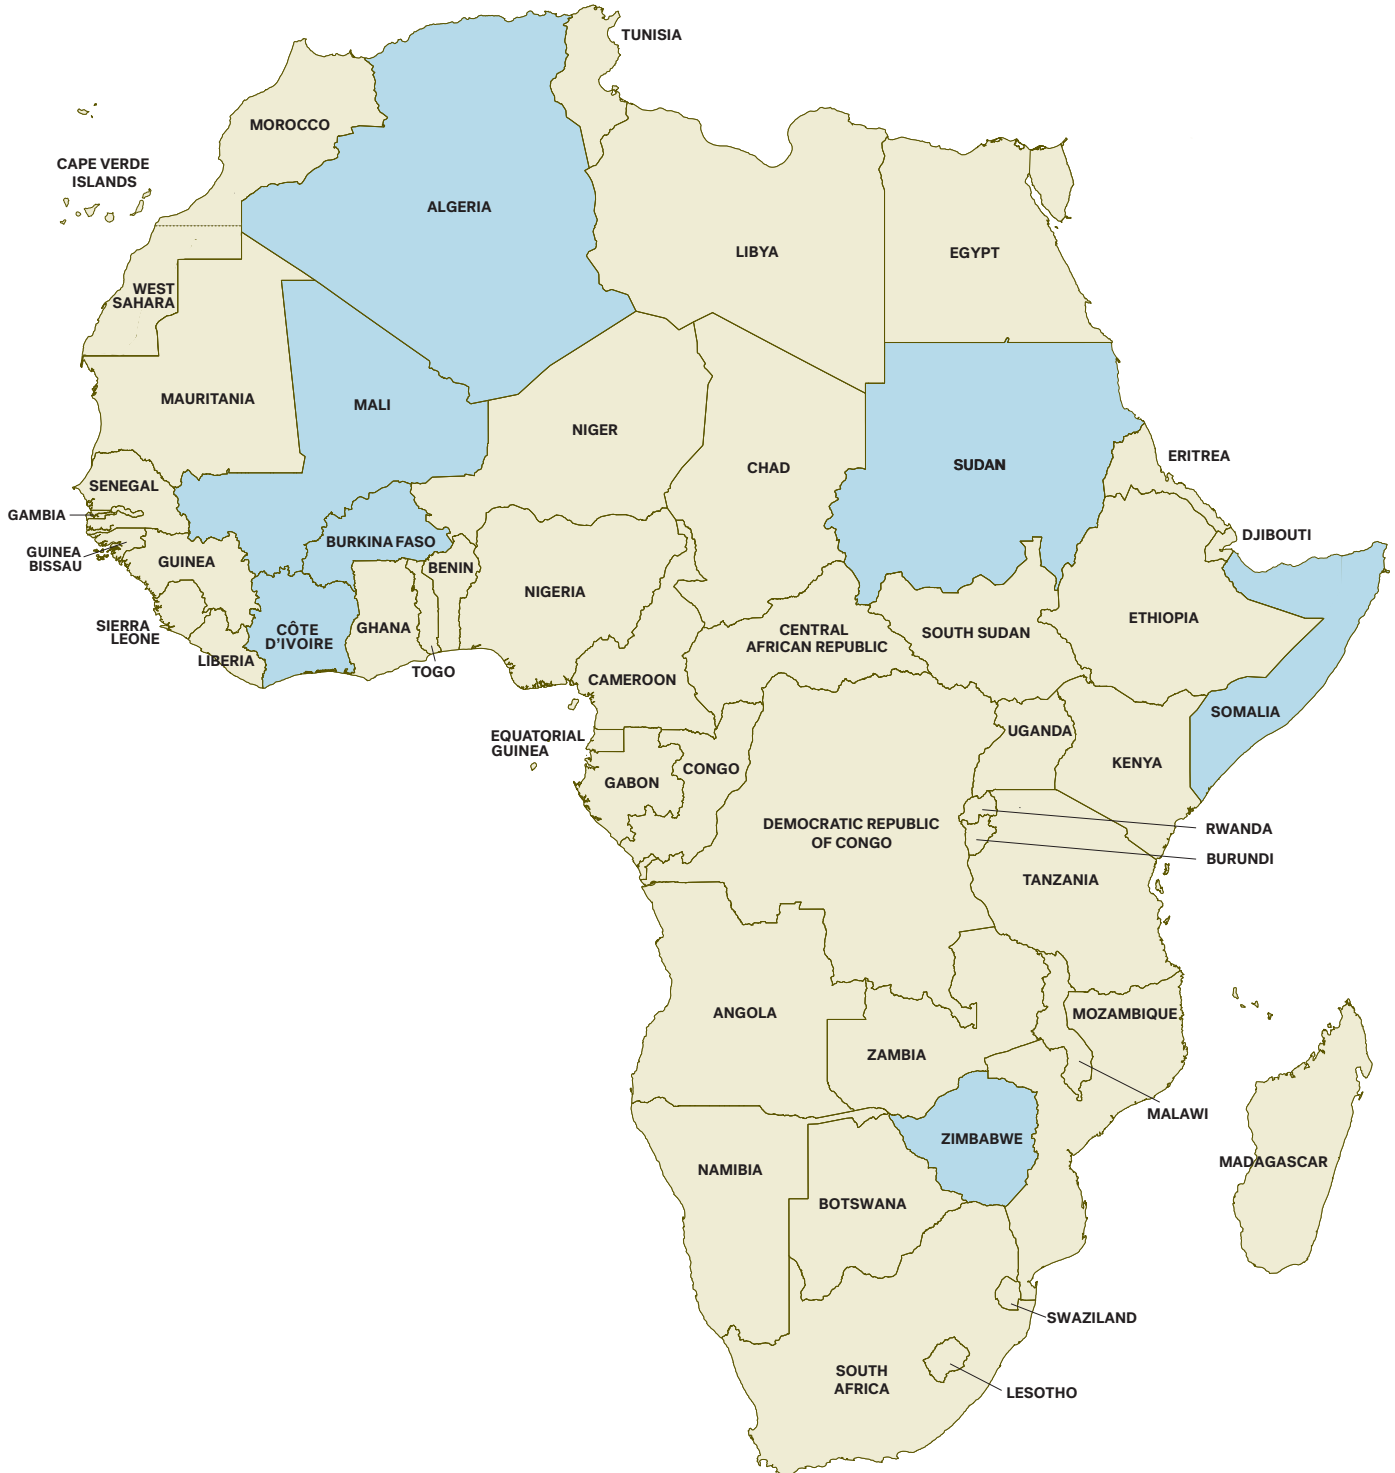 TUNISIA
MOROCCO
CAPE VERDE
ISLANDS
ALGERIA
LIBYA
EGYPT
WEST
SAHARA
MAURITANIA
MALI
NIGER
CHAD
SUDAN
ERITREA
SENEGAL
GAMBIA
DJIBOUTI
GUINEA
BISSAU
GUINEA
BURKINA FASO
BENIN
NIGERIA
ETHIOPIA
SIERRA
LEONE
CÔTE
D'IVOIRE
GHANA
CENTRAL
AFRICAN REPUBLIC
SOUTH SUDAN
LIBERIA
TOGO
CAMEROON
SOMALIA
EQUATORIAL
GUINEA
UGANDA
KENYA
GABON
CONGO
DEMOCRATIC REPUBLIC
OF CONGO
RWANDA
BURUNDI
TANZANIA
ANGOLA
MOZAMBIQUE
ZAMBIA
MALAWI
ZIMBABWE
MADAGASCAR
NAMIBIA
BOTSWANA
SWAZILAND
SOUTH
AFRICA
LESOTHO